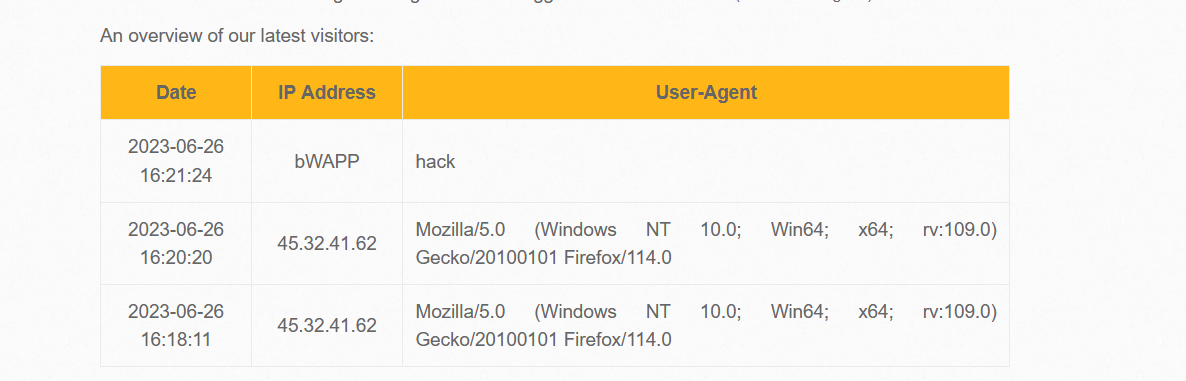 An overview of our latest visitors:
Date IP Address User-Agent
2023-06-26
16:21:24
bWAPP
hack
2023-06-26
16:20:20
45.32.41.62
Mozilla/5.0 (Windows NT 10.0; Win64; x64; rv:109.0)
Gecko/20100101 Firefox/114.0
2023-06-26
16:18:11
45.32.41.62
Mozilla/5.0 (Windows NT 10.0; Win64; x64; rv:109.0)
Gecko/20100101 Firefox/114.0